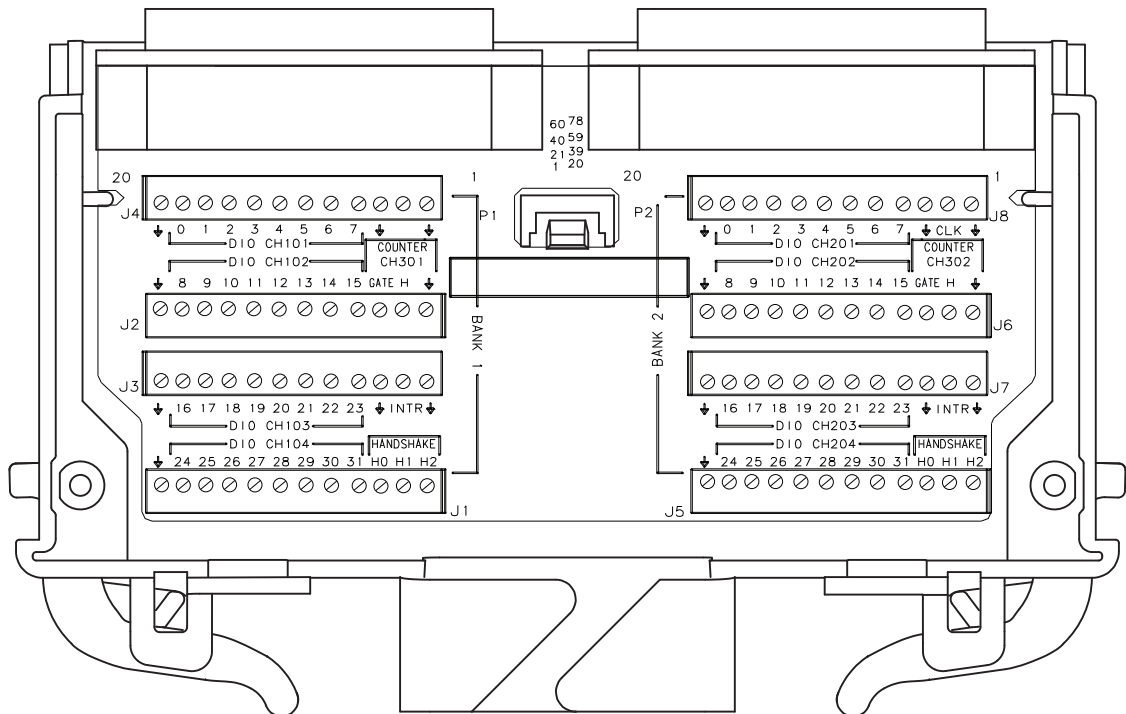 60 78
40 59
21 39
1 20
20 1 20 1
J4 P1 P2 J8
0 1 2 3 4 5 6 7
DIO CH101
COUNTER
CH301
DIO CH102
8 9 10 11 12 13 14 15 GATE H
J2
BANK 1
J3
16 17 18 19 20 21 22 23 INTR
DIO CH103
DIO CH104
HANDSHAKE
24 25 26 27 28 29 30 31 H0 H1 H2
J1
0 1 2 3 4 5 6 7 CLK
DIO CH201
COUNTER
CH302
DIO CH202
8 9 10 11 12 13 14 15 GATE H
J6
BANK 2
J7
16 17 18 19 20 21 22 23 INTR
DIO CH203
DIO CH204
HANDSHAKE
24 25 26 27 28 29 30 31 H0 H1 H2
J5